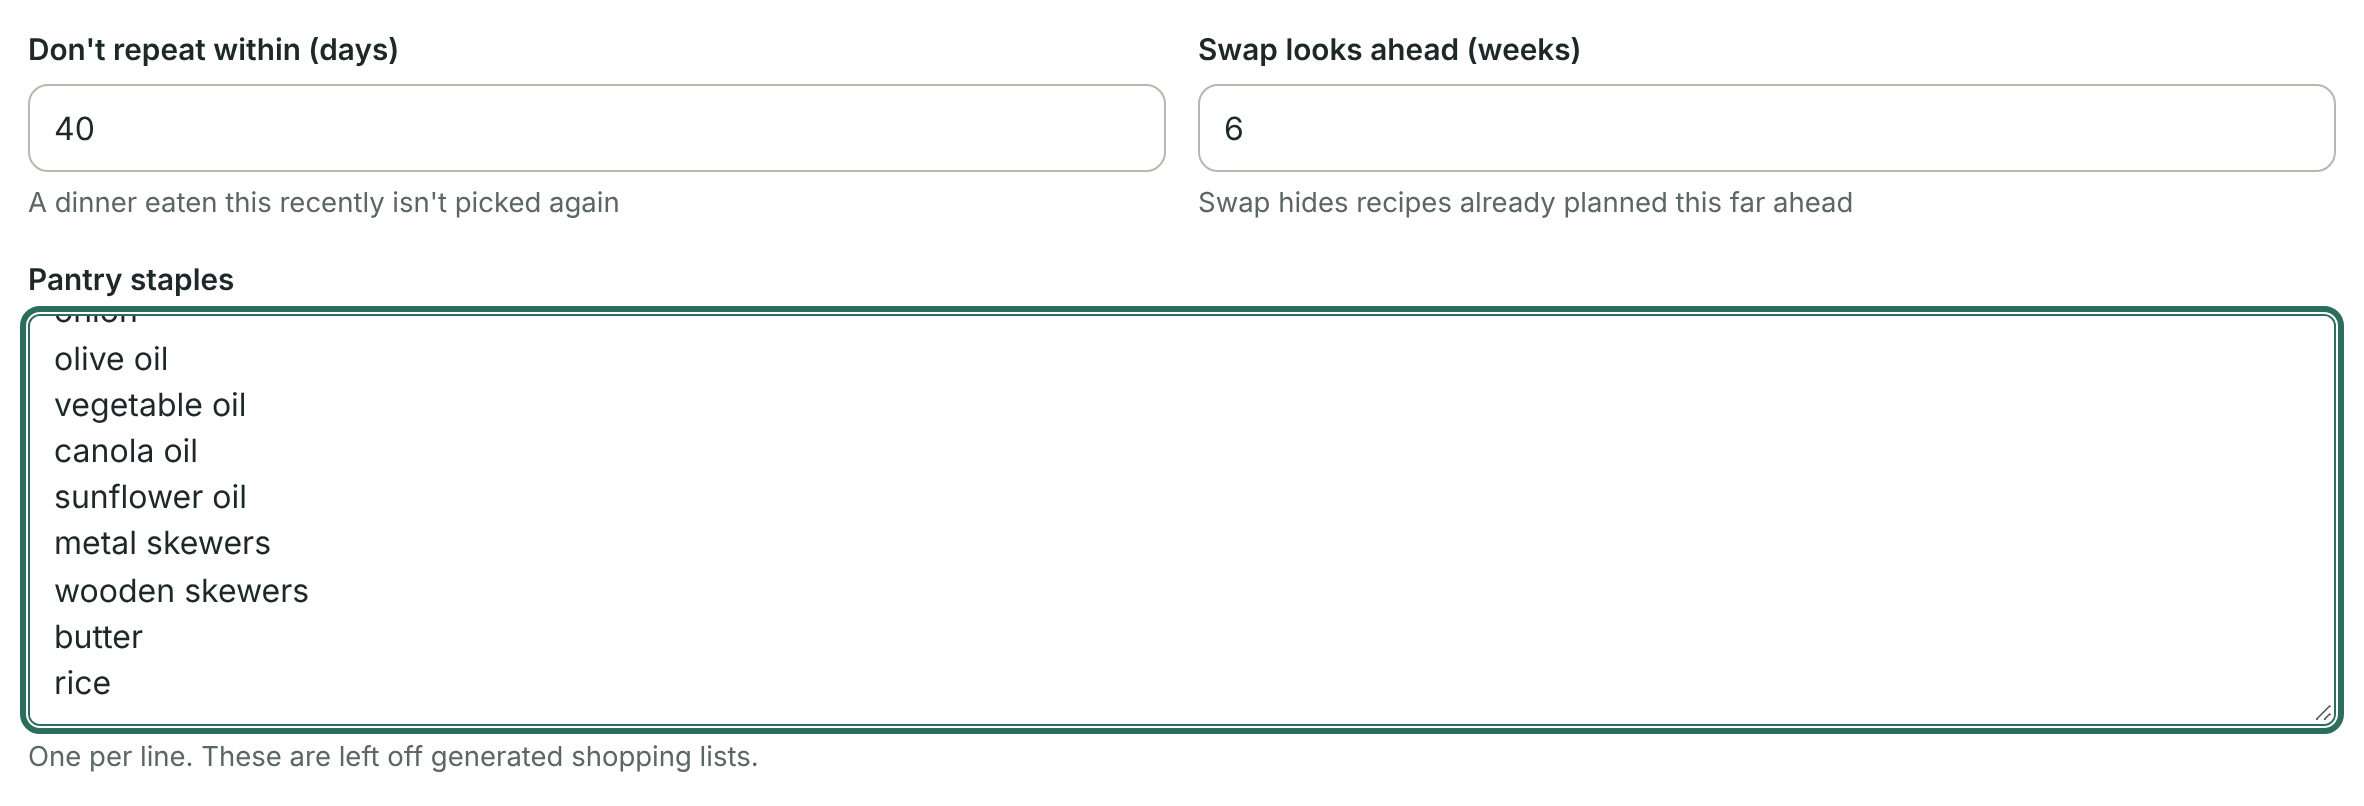 Don't repeat within (days)
Swap looks ahead (weeks)
40
6
A dinner eaten this recently isn't picked again
Swap hides recipes already planned this far ahead
Pantry staples
olive oil
vegetable oil
canola oil
sunflower oil
metal skewers
wooden skewers
butter
rice
One per line. These are left off generated shopping lists.